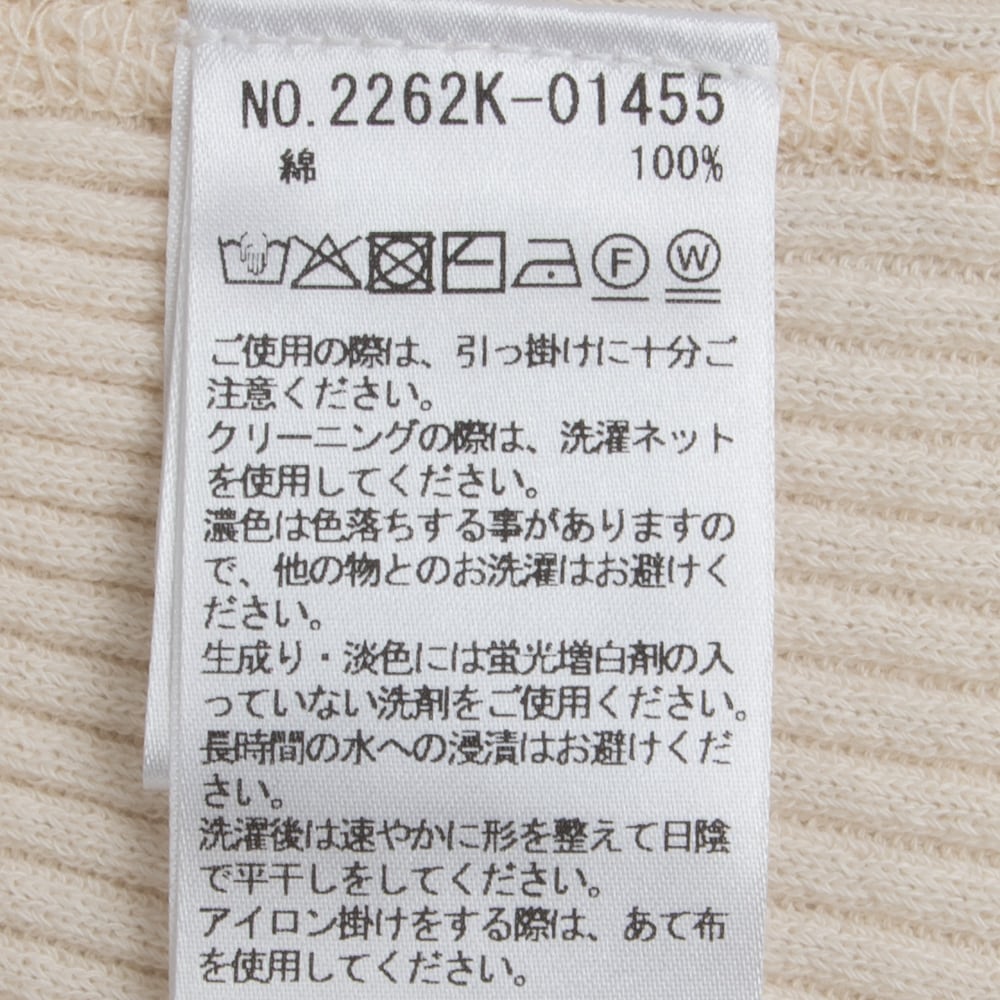 NO.2262K-01455
綿 100%
F W
ご使用の際は、引っ掛けに十分ご
注意ください。
クリーニングの際は、洗濯ネット
を使用してください。
濃色は色落ちする事がありますの
で、他の物とのお洗濯はお避けく
ださい。
生成り・淡色には蛍光増白剤の入
っていない洗剤をご使用ください。
長時間の水への浸漬はお避けくだ
さい。
洗濯後は速やかに形を整えて日陰
で平干しをしてください。
アイロン掛けをする際は、あて布
を使用してください。